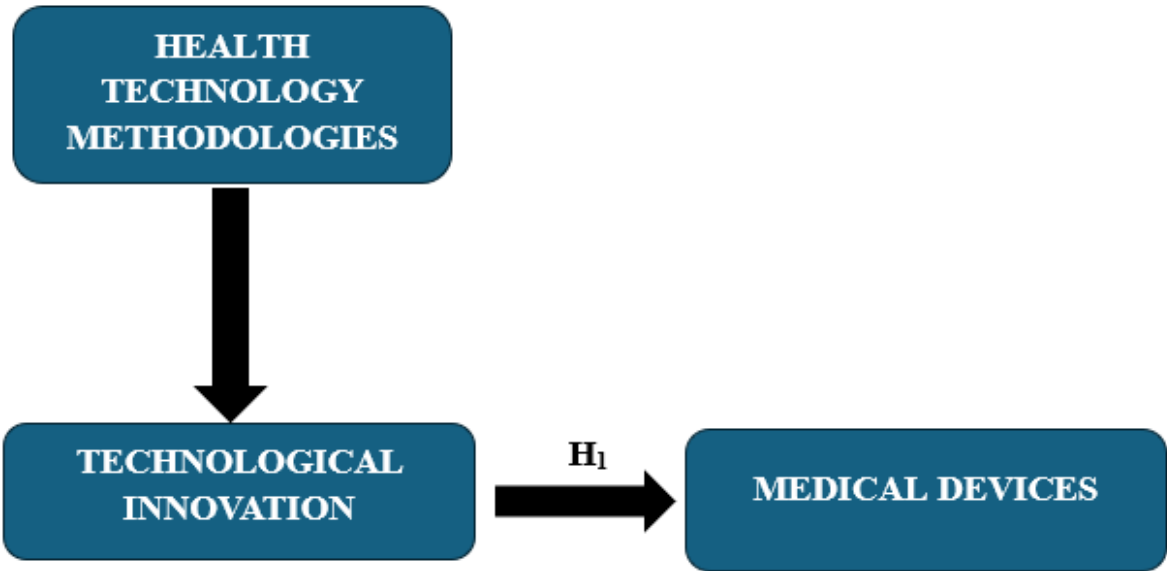 HEALTH
TECHNOLOGY
METHODOLOGIES
TECHNOLOGICAL
INNOVATION
H₁
MEDICAL DEVICES